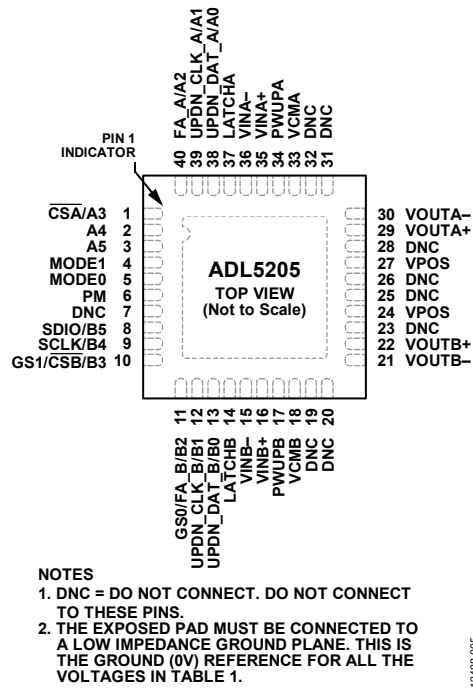 40 FA_A/A2
39 UPDN_CLK_A/A1
38 UPDN_DAT_A/A0
37 LATCHA
36 VINA–
35 VINA+
34 PWUPA
33 VCMA
32 DNC
31 DNC
PIN 1
INDICATOR
CSA/A3 1
A4 2
A5 3
MODE1 4
MODE0 5
PM 6
DNC 7
SDIO/B5 8
SCLK/B4 9
GS1/CSB/B3 10
ADL5205
TOP VIEW
(Not to Scale)
30 VOUTA–
29 VOUTA+
28 DNC
27 VPOS
26 DNC
25 DNC
24 VPOS
23 DNC
22 VOUTB+
21 VOUTB–
GS0/FA_B/B2 11
UPDN_CLK_B/B1 12
UPDN_DAT_B/B0 13
LATCHB 14
VINB– 15
VINB+ 16
PWUPB 17
VCMB 18
DNC 19
DNC 20
NOTES
1. DNC = DO NOT CONNECT. DO NOT CONNECT
TO THESE PINS.
2. THE EXPOSED PAD MUST BE CONNECTED TO
A LOW IMPEDANCE GROUND PLANE. THIS IS
THE GROUND (0V) REFERENCE FOR ALL THE
VOLTAGES IN TABLE 1.